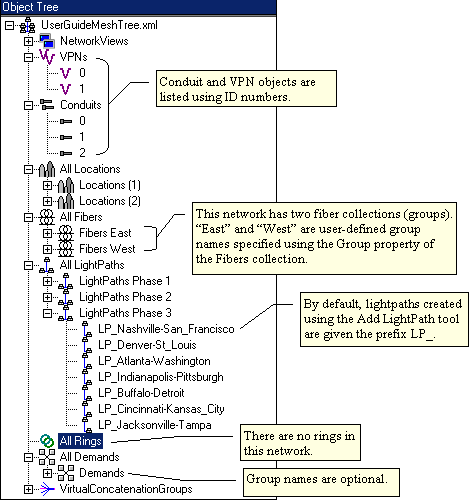 Object Tree
UserGuideMeshTree.xml
NetworkViews
VPNs
0
1
Conduit and VPN objects are
listed using ID numbers.
Conduits
0
1
2
All Locations
Locations (1)
Locations (2)
All Fibers
Fibers East
Fibers West
This network has two fiber collections (groups).
“East” and “West” are user-defined group
names specified using the Group property of
the Fibers collection.
All LightPaths
LightPaths Phase 1
LightPaths Phase 2
LightPaths Phase 3
LP_Nashville-San_Francisco
LP_Denver-St_Louis
LP_Atlanta-Washington
LP_Indianapolis-Pittsburgh
LP_Buffalo-Detroit
LP_Cincinnati-Kansas_City
LP_Jacksonville-Tampa
By default, lightpaths created
using the Add LightPath tool
are given the prefix LP_.
All Rings
There are no rings in
this network.
All Demands
Demands
Group names are optional.
VirtualConcatenationGroups